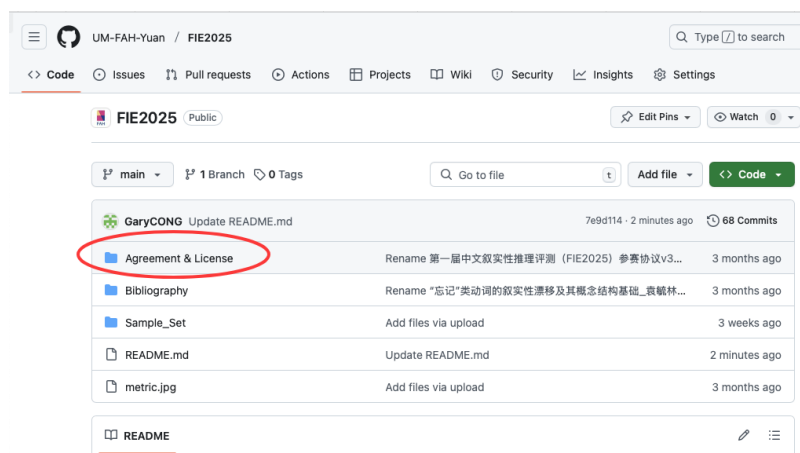 UM-FAH-Yuan / FIE2025
Type / to search
Code Issues Pull requests Actions Projects Wiki Security Insights Settings
FIE2025 Public
Edit Pins Watch 0
main 1 Branch 0 Tags
Go to file t Add file Code
GaryCONG Update README.md 7e9d114 · 2 minutes ago 68 Commits
Agreement & License Rename 第一届中文叙实性推理评测（FIE2025）参赛协议v3... 3 months ago
Bibliography Rename “忘记”类动词的叙实性漂移及其概念结构基础_袁毓林... 3 months ago
Sample_Set Add files via upload 3 weeks ago
README.md Update README.md 2 minutes ago
metric.jpg Add files via upload 3 months ago
README